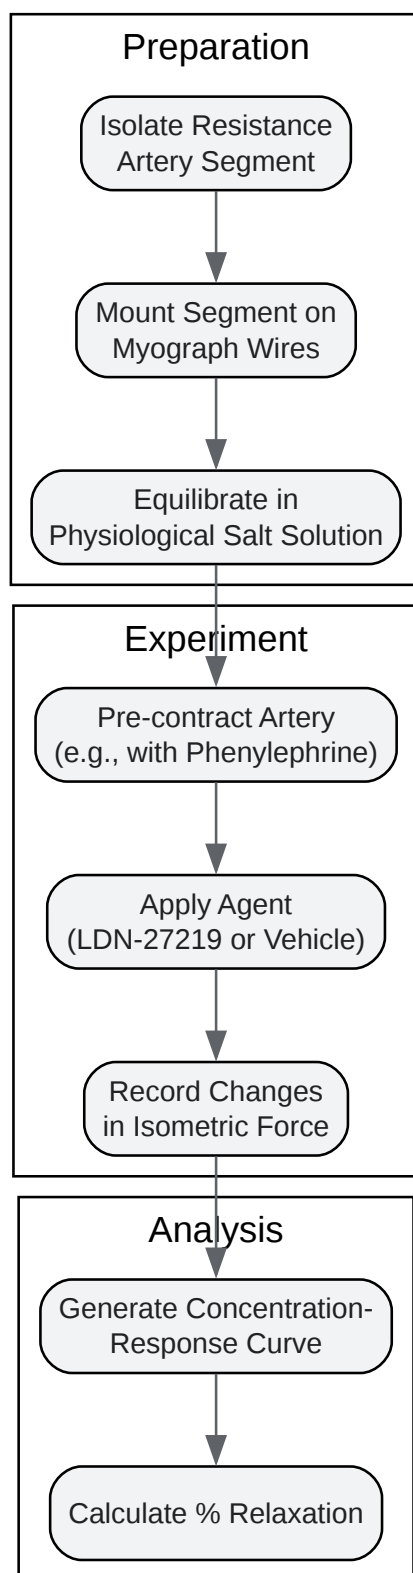 Preparation
Isolate Resistance
Artery Segment
Mount Segment on
Myograph Wires
Equilibrate in
Physiological Salt Solution
Experiment
Pre-contract Artery
(e.g., with Phenylephrine)
Apply Agent
(LDN-27219 or Vehicle)
Record Changes
in Isometric Force
Analysis
Generate Concentration-
Response Curve
Calculate % Relaxation